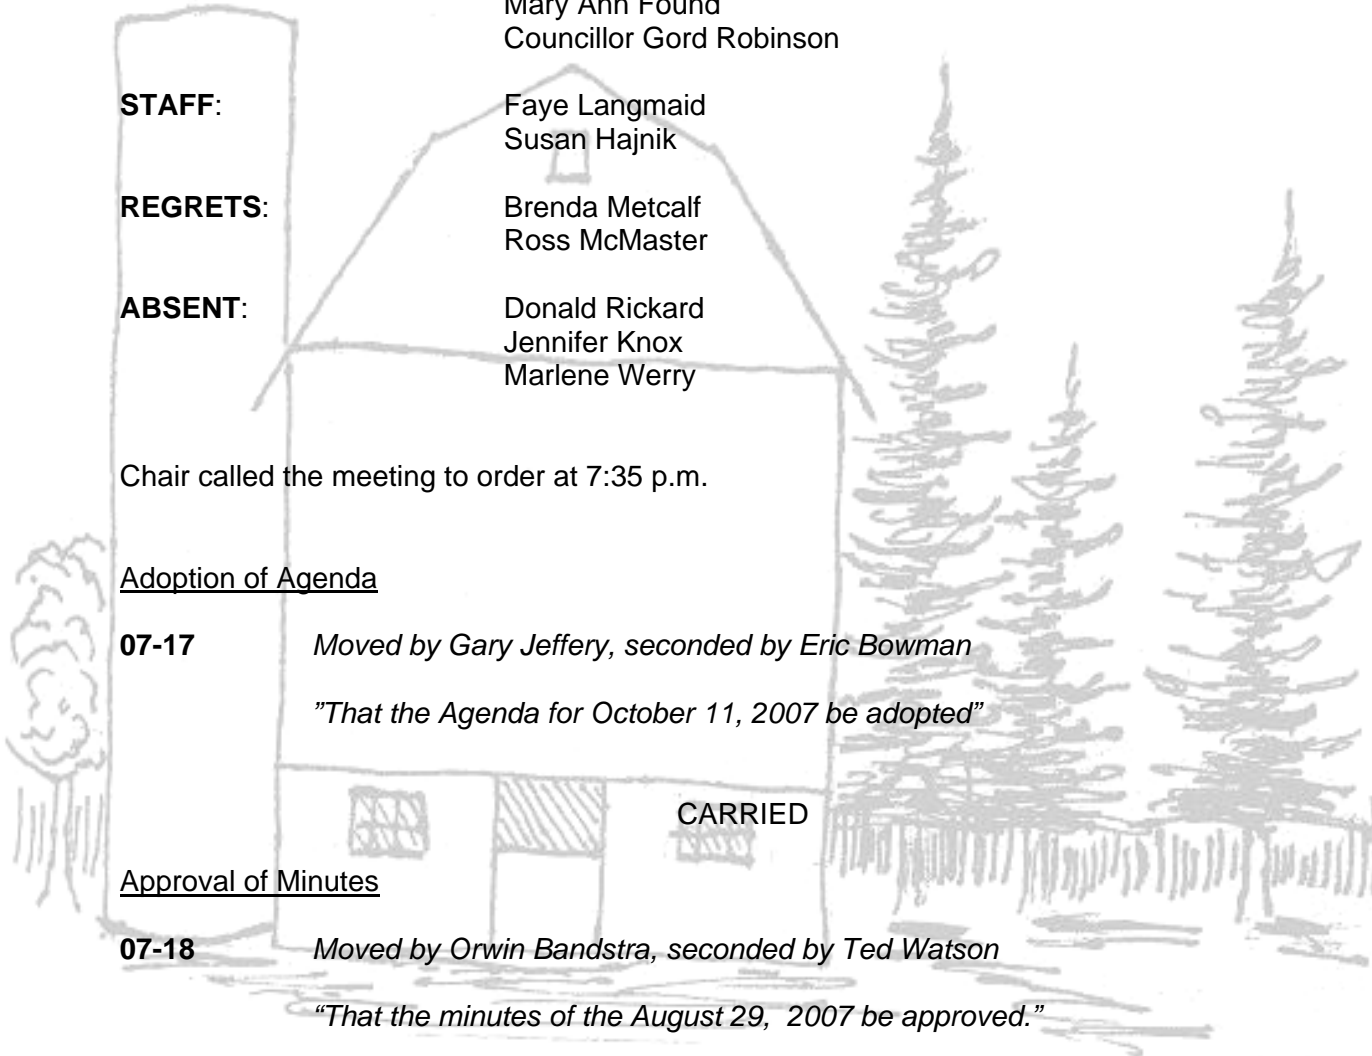 Mary Ann Found
Councillor Gord Robinson
STAFF: Faye Langmaid
Susan Hajnik
REGRETS: Brenda Metcalf
Ross McMaster
ABSENT: Donald Rickard
Jennifer Knox
Marlene Werry
Chair called the meeting to order at 7:35 p.m.
Adoption of Agenda
07-17 Moved by Gary Jeffery, seconded by Eric Bowman
”That the Agenda for October 11, 2007 be adopted”
CARRIED
Approval of Minutes
07-18 Moved by Orwin Bandstra, seconded by Ted Watson
“That the minutes of the August 29, 2007 be approved.”